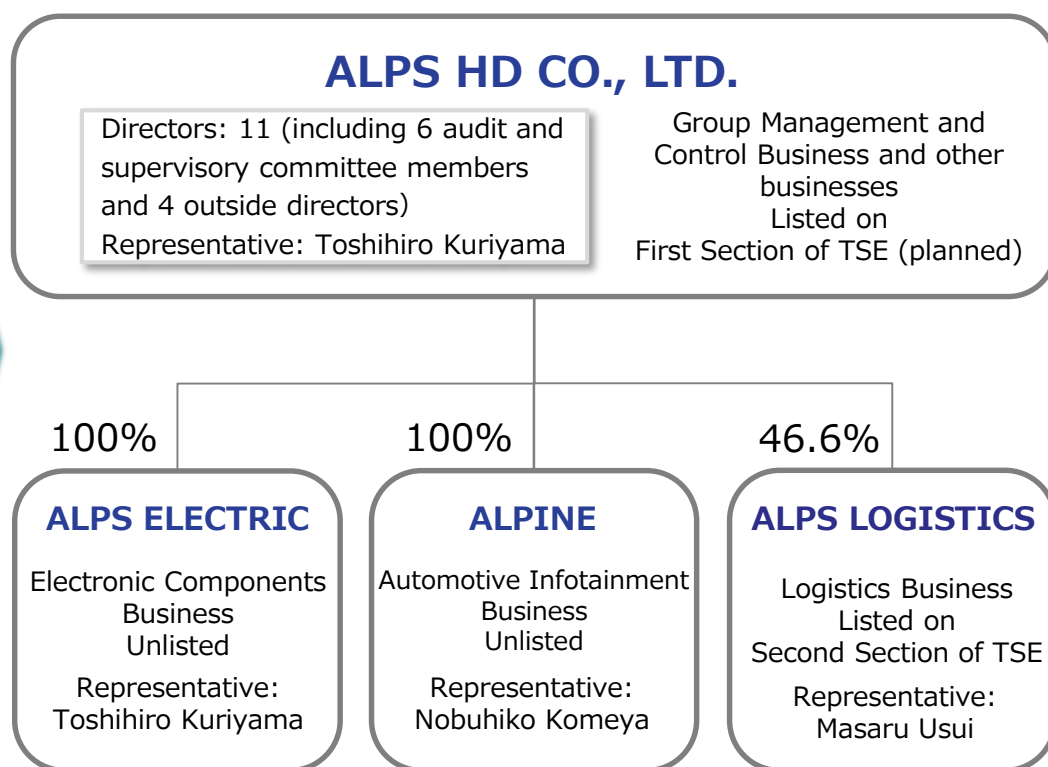 ALPS HD CO., LTD.
Directors: 11 (including 6 audit and
supervisory committee members
and 4 outside directors)
Representative: Toshihiro Kuriyama
Group Management and
Control Business and other
businesses
Listed on
First Section of TSE (planned)
100%
100%
46.6%
ALPS ELECTRIC
Electronic Components
Business
Unlisted
Representative:
Toshihiro Kuriyama
ALPINE
Automotive Infotainment
Business
Unlisted
Representative:
Nobuhiko Komeya
ALPS LOGISTICS
Logistics Business
Listed on
Second Section of TSE
Representative:
Masaru Usui